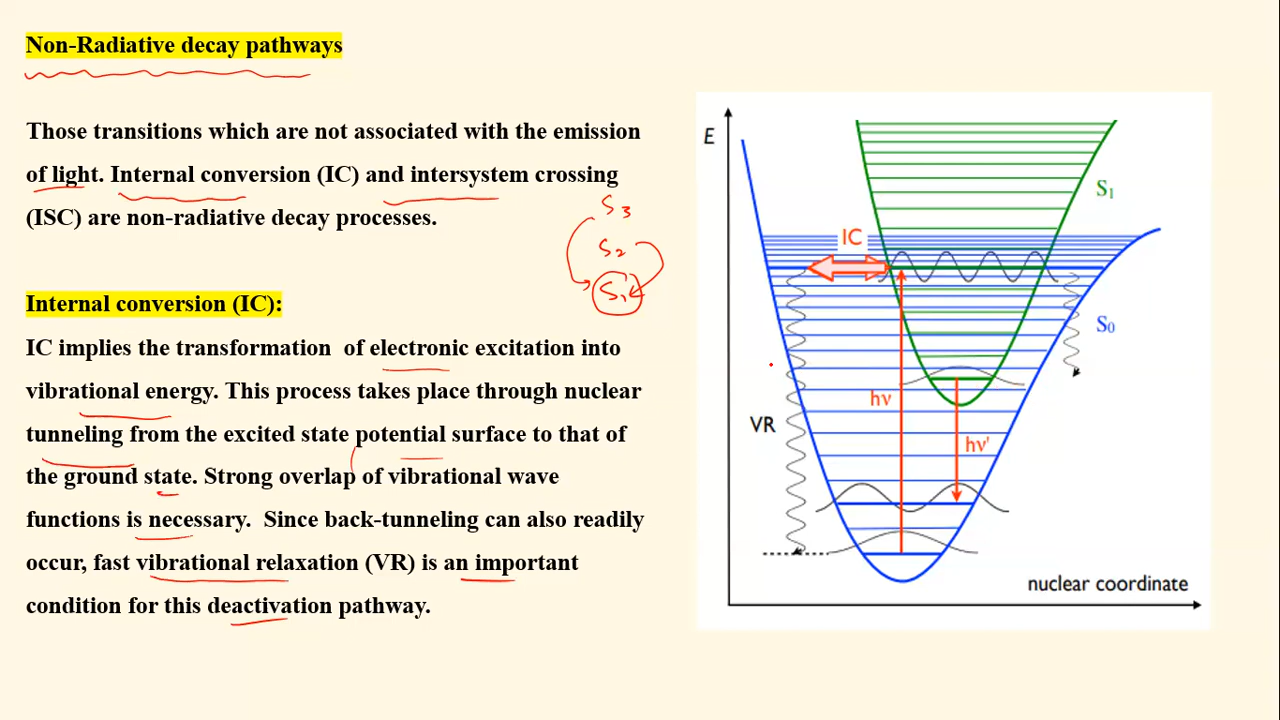 Non-Radiative decay pathways
Those transitions which are not associated with the emission
of light. Internal conversion (IC) and intersystem crossing
(ISC) are non-radiative decay processes.
S3
S2
S1
Internal conversion (IC):
IC implies the transformation of electronic excitation into
vibrational energy. This process takes place through nuclear
tunneling from the excited state potential surface to that of
the ground state. Strong overlap of vibrational wave
functions is necessary. Since back-tunneling can also readily
occur, fast vibrational relaxation (VR) is an important
condition for this deactivation pathway.
E
S1
IC
S0
hν
VR
hν'
nuclear coordinate